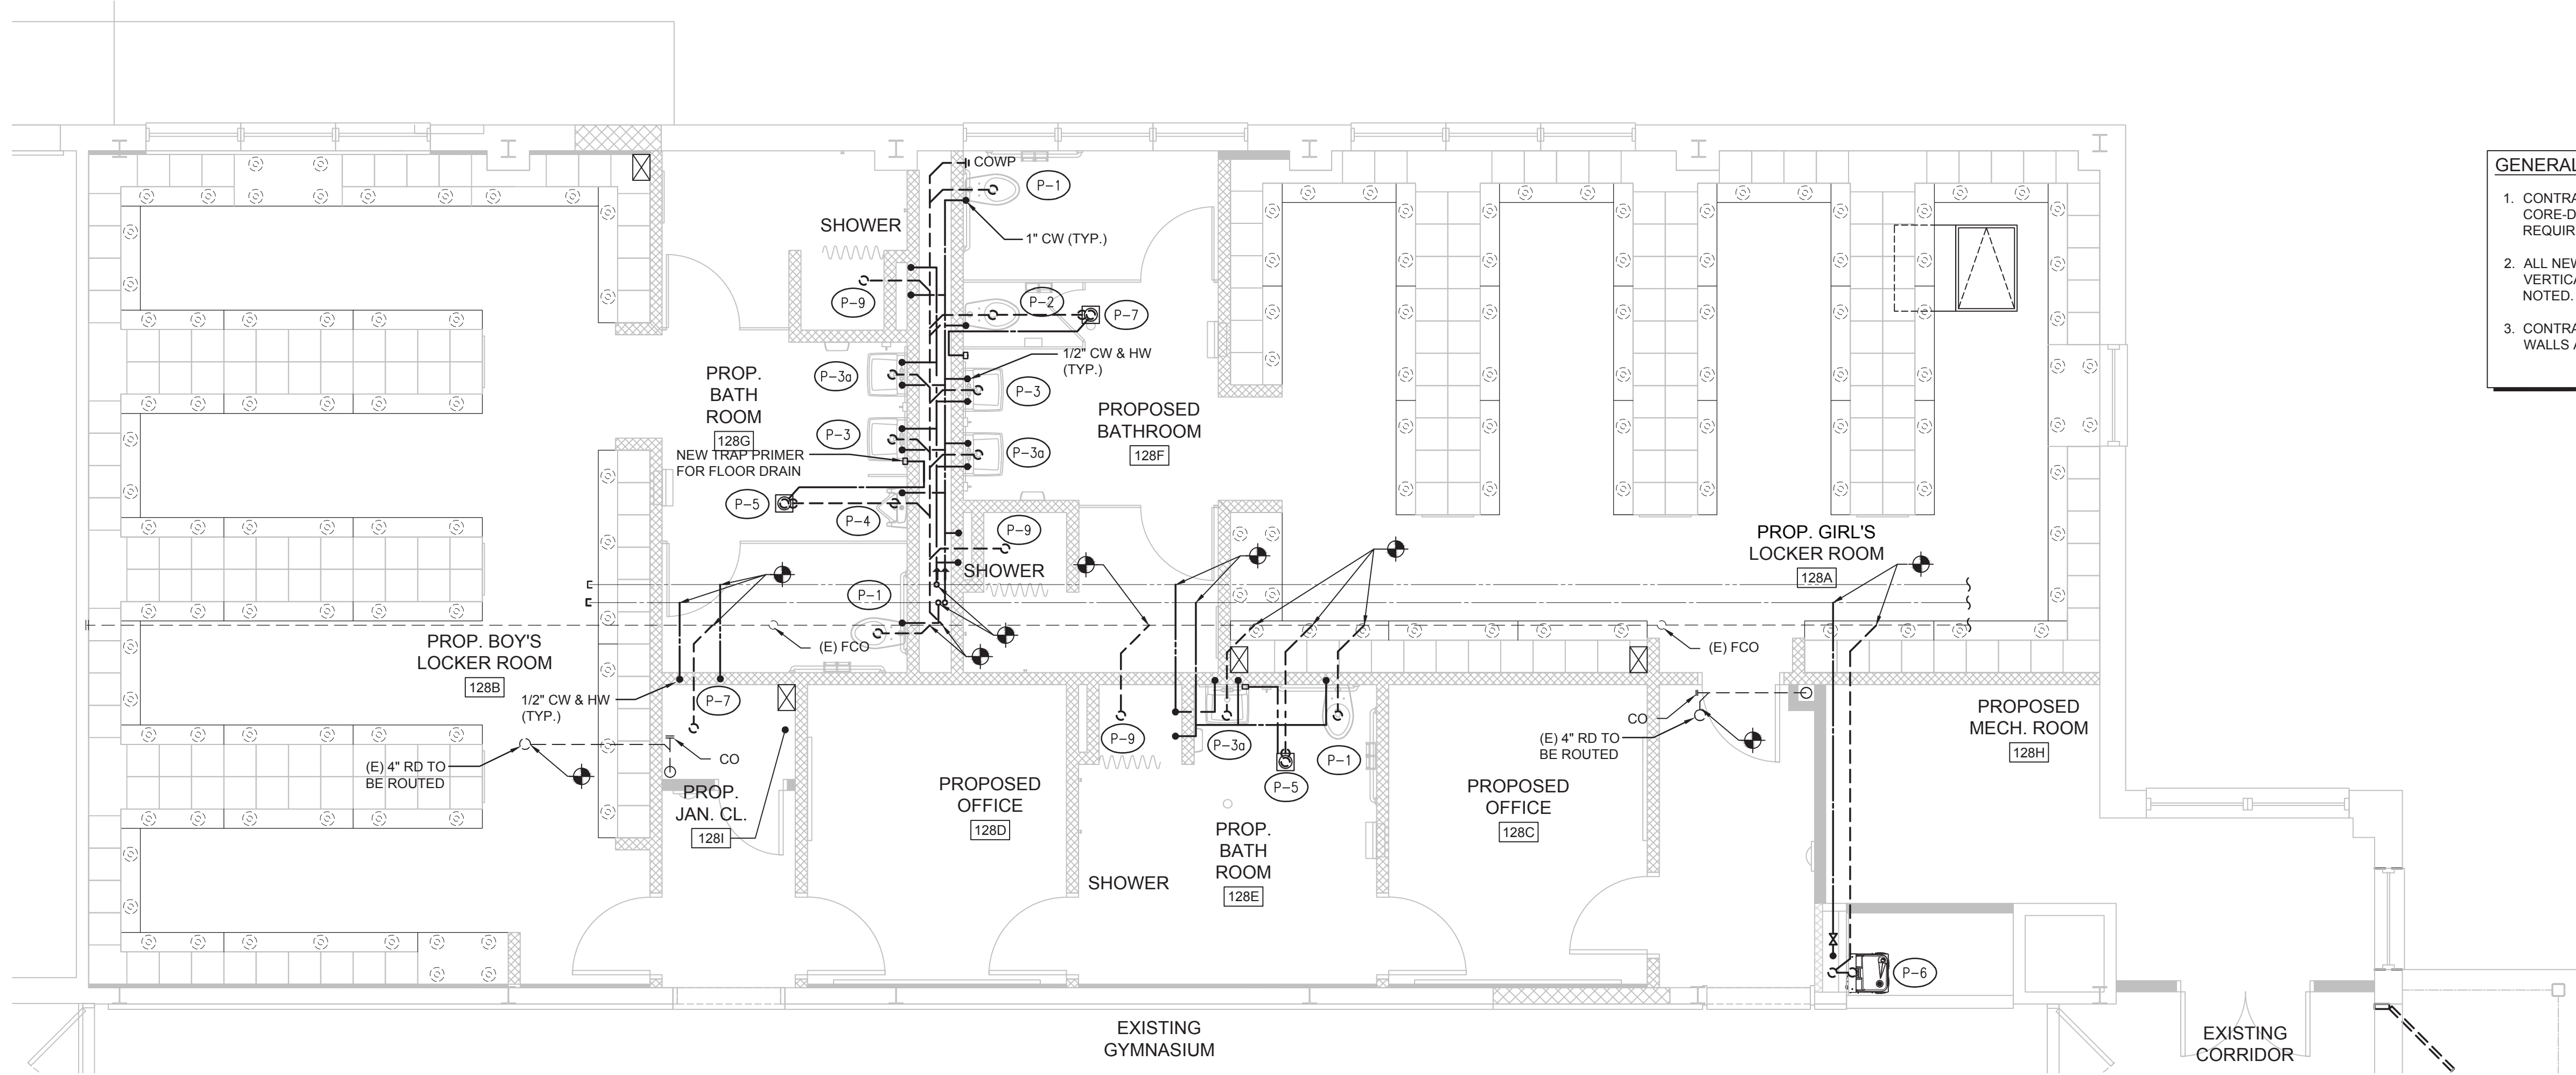 COWP
P-1
SHOWER
1" CW (TYP.)
P-9
P-2
P-7
1/2" CW & HW
(TYP.)
PROP.
BATH
ROOM
128G
P-3a
P-3
P-3
P-3a
PROPOSED
BATHROOM
128F
NEW TRAP PRIMER
FOR FLOOR DRAIN
P-5
P-4
P-9
SHOWER
PROP. GIRL'S
LOCKER ROOM
128A
P-1
(E) FCO
(E) FCO
PROP. BOY'S
LOCKER ROOM
128B
1/2" CW & HW
(TYP.)
P-7
CO
(E) 4" RD TO
BE ROUTED
PROP.
JAN. CL.
128I
PROPOSED
OFFICE
128D
P-9
P-3a
P-5
P-1
PROP.
BATH
ROOM
128E
SHOWER
PROPOSED
OFFICE
128C
CO
(E) 4" RD TO
BE ROUTED
PROPOSED
MECH. ROOM
128H
P-6
EXISTING
GYMNASIUM
EXISTING
CORRIDOR
GENERAL
1. CONTRA
CORE-D
REQUIR
2. ALL NEW
VERTICA
NOTED.
3. CONTRA
WALLS A